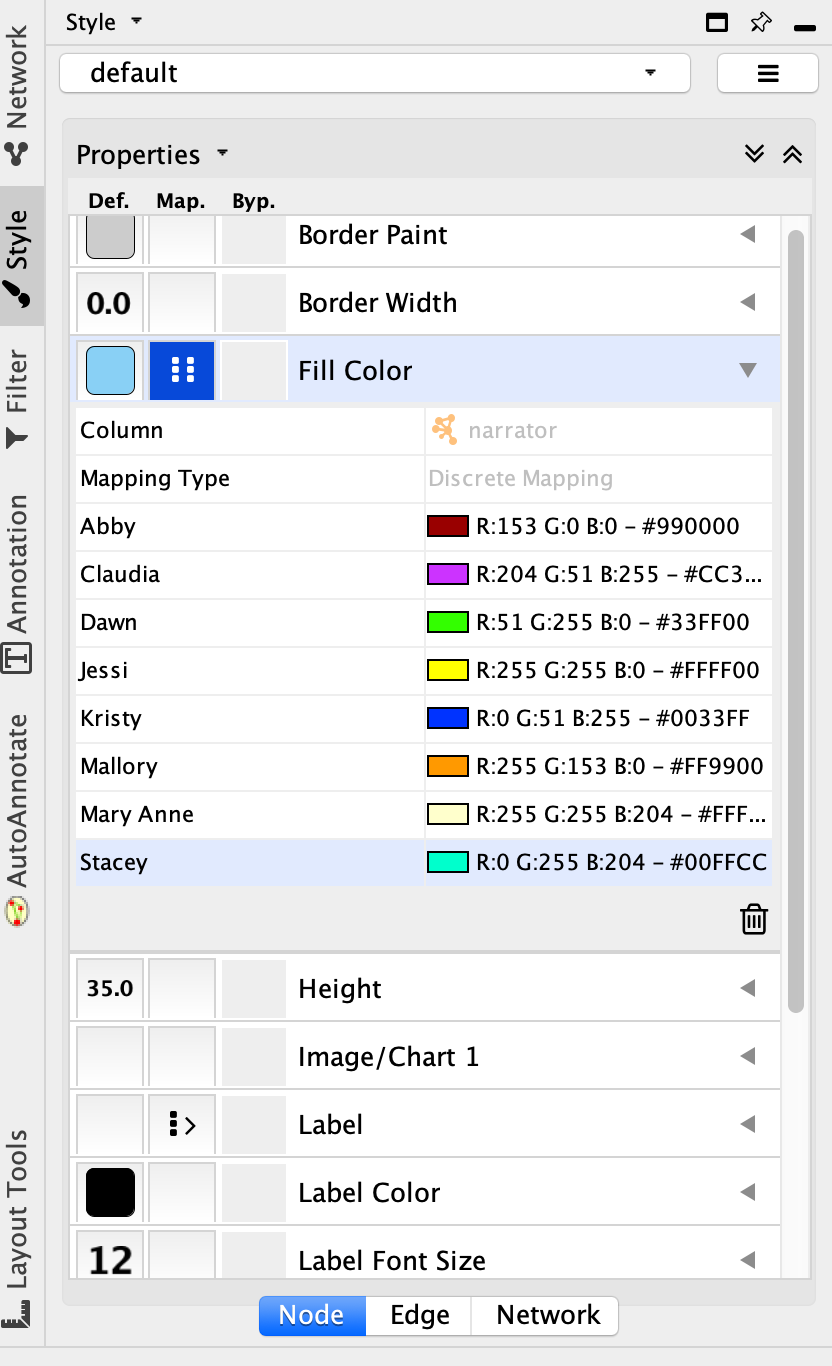 Style
default
Properties
Def. Map. Byp.
Border Paint
0.0 Border Width
Fill Color
Column narrator
Mapping Type Discrete Mapping
Abby R:153 G:0 B:0 – #990000
Claudia R:204 G:51 B:255 – #CC3...
Dawn R:51 G:255 B:0 – #33FF00
Jessi R:255 G:255 B:0 – #FFFF00
Kristy R:0 G:51 B:255 – #0033FF
Mallory R:255 G:153 B:0 – #FF9900
Mary Anne R:255 G:255 B:204 – #FFF...
Stacey R:0 G:255 B:204 – #00FFCC
35.0 Height
Image/Chart 1
Label
Label Color
12 Label Font Size
Node Edge Network
Network
Style
Filter
Annotation
AutoAnnotate
Layout Tools